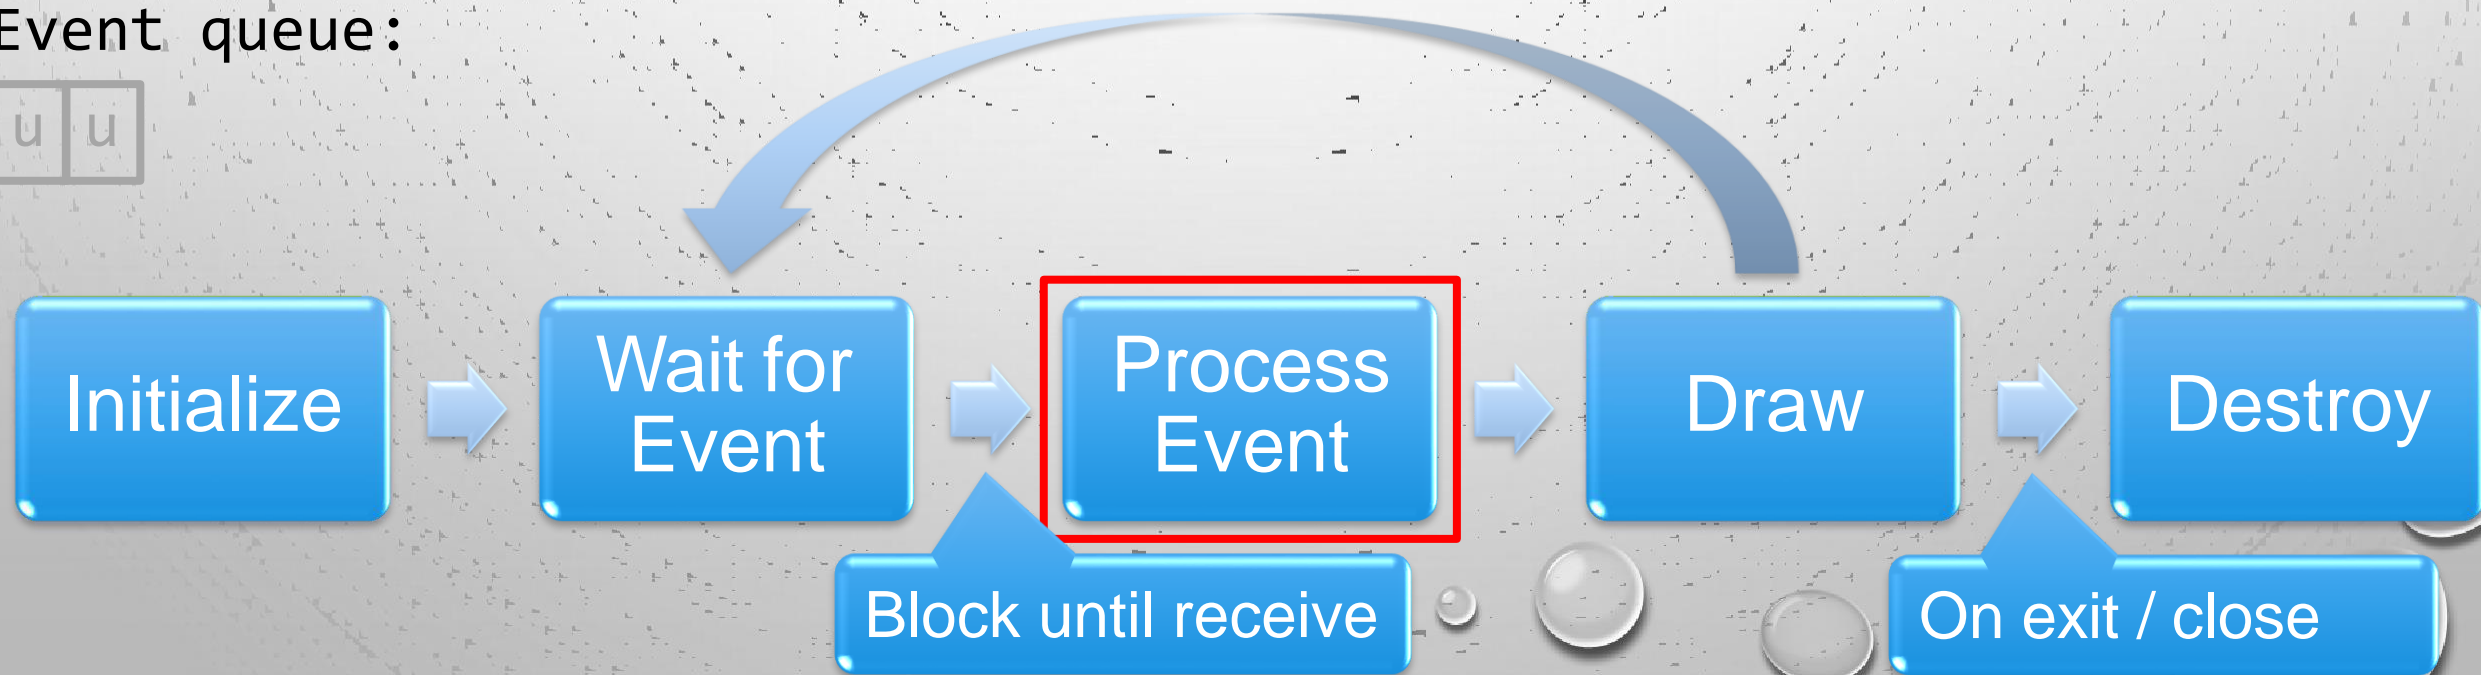 Event queue:
u u
Initialize
Wait for
Event
Process
Event
Draw
Destroy
Block until receive
On exit / close